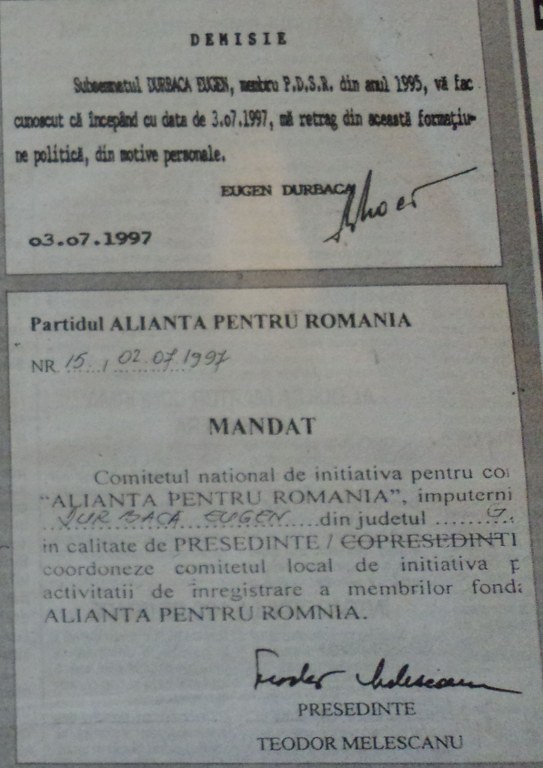 DEMISIE
Subsemnatul DURBACA EUGEN, membru P.D.S.R. din anul 1995, vă fac
cunoscut că începând cu data de 3.o7.1997, mă retrag din această formațiu-
ne politică, din motive personale.
EUGEN DURBACA
o3.o7.1997
Partidul ALIANTA PENTRU ROMANIA
NR 15, 02.07.1997
MANDAT
Comitetul national de initiativa pentru co
"ALIANTA PENTRU ROMANIA", imputerni
DURBACA EUGEN din judetul G.
in calitate de PRESEDINTE / COPRESEDINTE
coordoneze comitetul local de initiativa p
activitatii de inregistrare a membrilor fonda
ALIANTA PENTRU ROMNIA.
Teodor Melescanu
PRESEDINTE
TEODOR MELESCANU